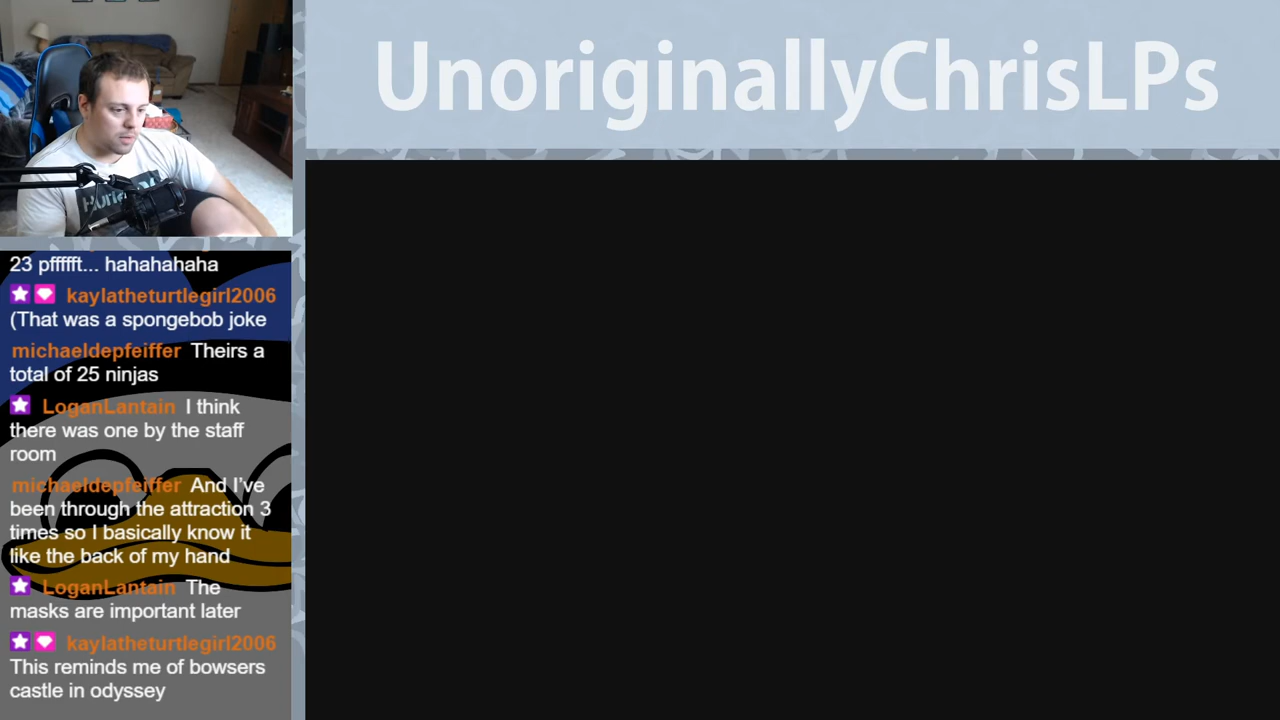 UnoriginallyChrisLPs
23 pffffft... hahahahaha
kaylatheturtlegirl2006
(That was a spongebob joke
michaeldepfeiffer Theirs a
total of 25 ninjas
LoganLantain I think
there was one by the staff
room
michaeldepfeiffer And I've
been through the attraction 3
times so I basically know it
like the back of my hand
LoganLantain The
masks are important later
kaylatheturtlegirl2006
This reminds me of bowsers
castle in odyssey